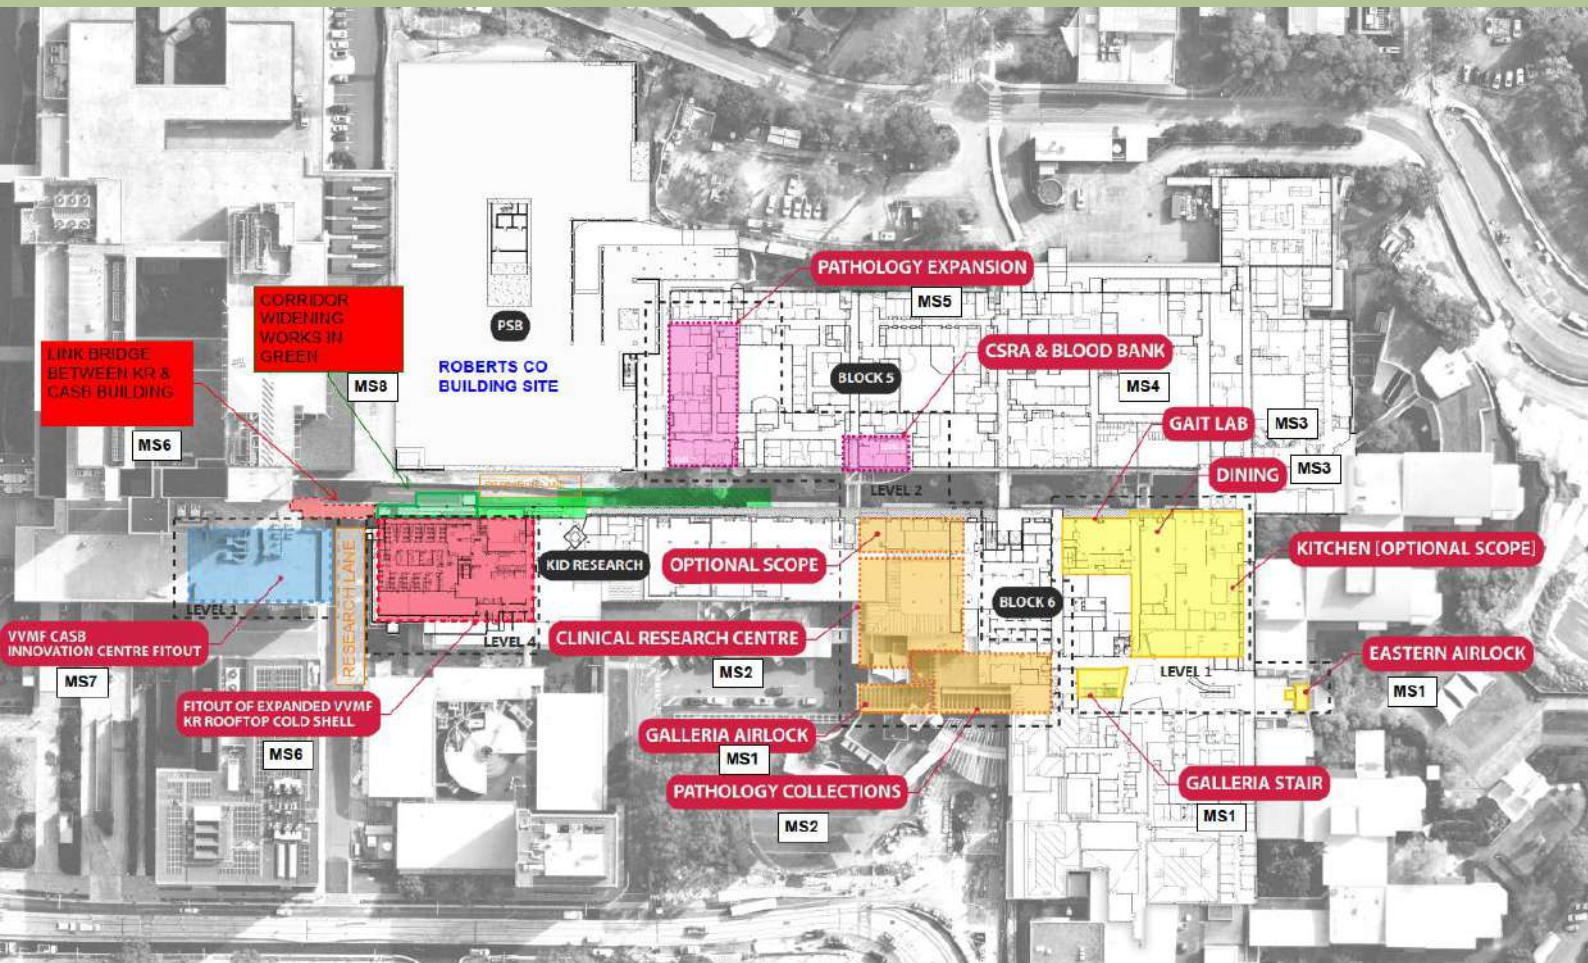 PATHOLOGY EXPANSION
MS5
CORRIDOR
WIDENING
WORKS IN
GREEN
MS8
PSB
LINK BRIDGE
BETWEEN KR &
CASB BUILDING
MS6
ROBERTS CO
BUILDING SITE
CSRA & BLOOD BANK
MS4
BLOCK 5
GAIT LAB
MS3
DINING
MS3
LEVEL 2
KITCHEN [OPTIONAL SCOPE]
KID RESEARCH
OPTIONAL SCOPE
RESEARCH LANE
LEVEL 1
BLOCK 6
VVMF CASB
INNOVATION CENTRE FITOUT
MS7
LEVEL 4
CLINICAL RESEARCH CENTRE
MS2
LEVEL 1
EASTERN AIRLOCK
MS1
FITOUT OF EXPANDED VVMF
KR ROOFTOP COLD SHELL
MS6
GALLERIA AIRLOCK
MS1
PATHOLOGY COLLECTIONS
MS2
GALLERIA STAIR
MS1